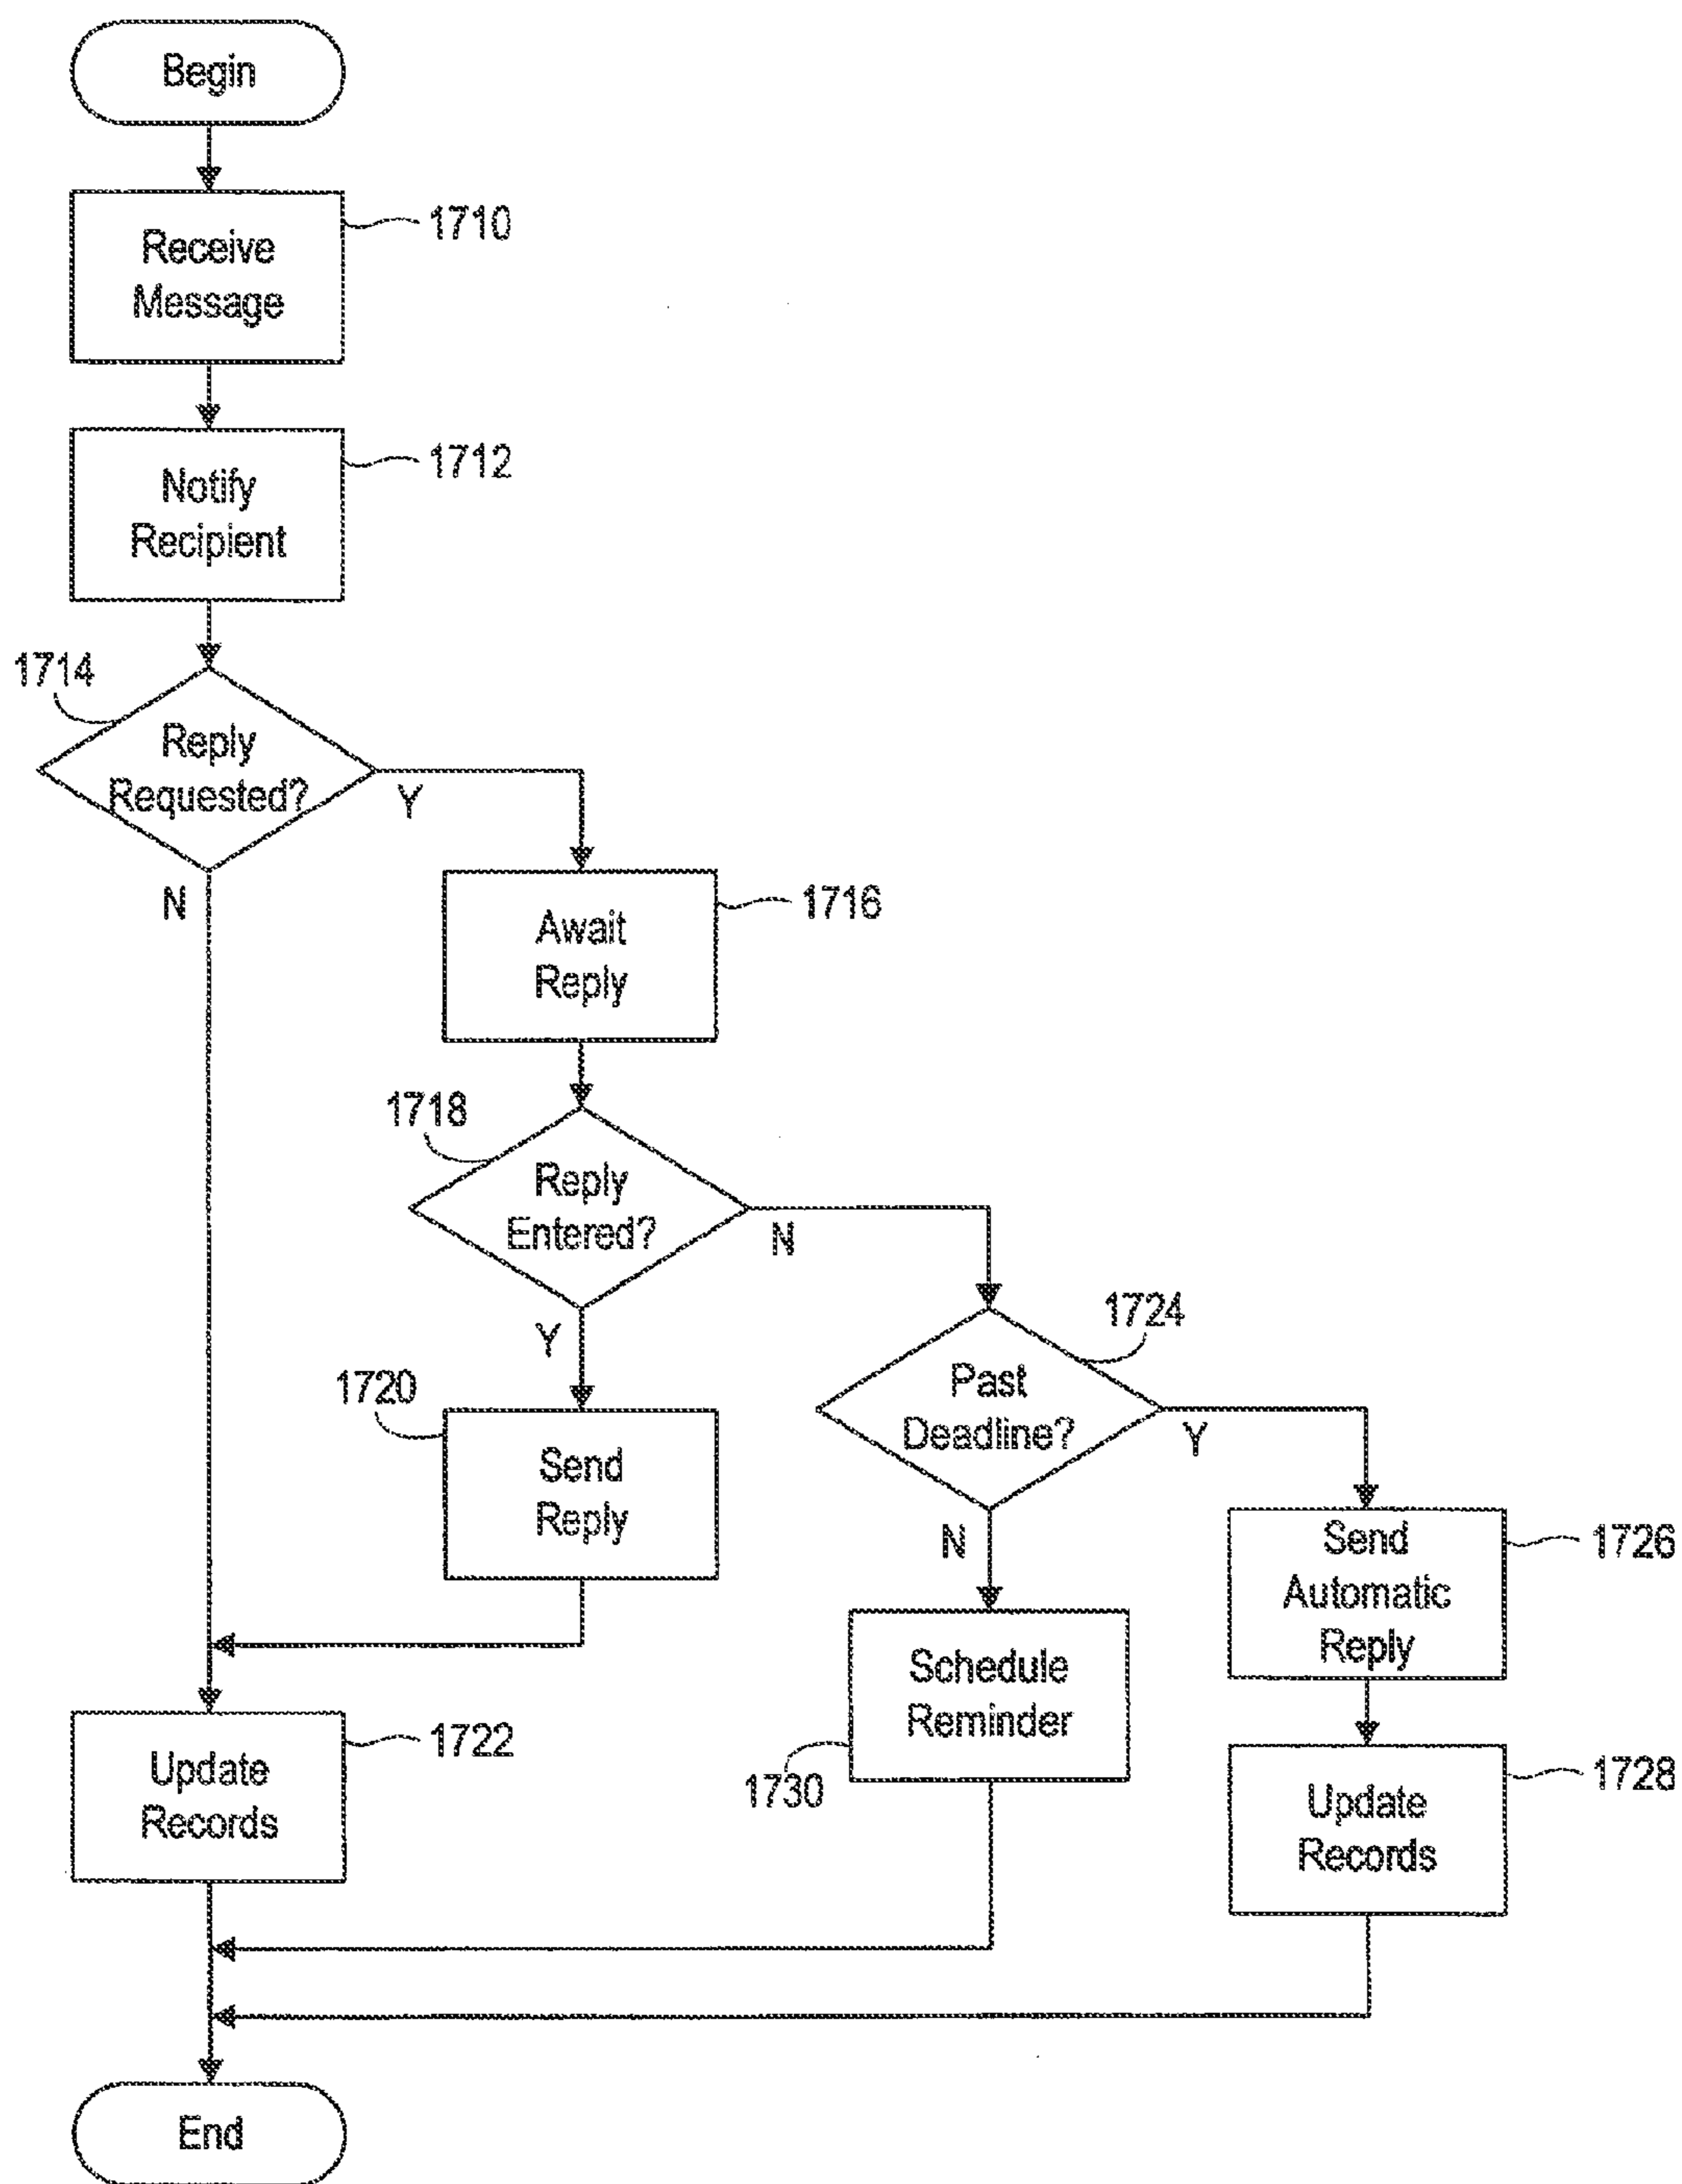 Begin
1710
Receive
Message
1712
Notify
Recipient
1714
Reply
Requested?
Y
N
1716
Await
Reply
1718
Reply
Entered?
N
Y
1724
Past
Deadline?
Y
N
1720
Send
Reply
1726
Send
Automatic
Reply
Schedule
Reminder
1730
1722
Update
Records
1728
Update
Records
End